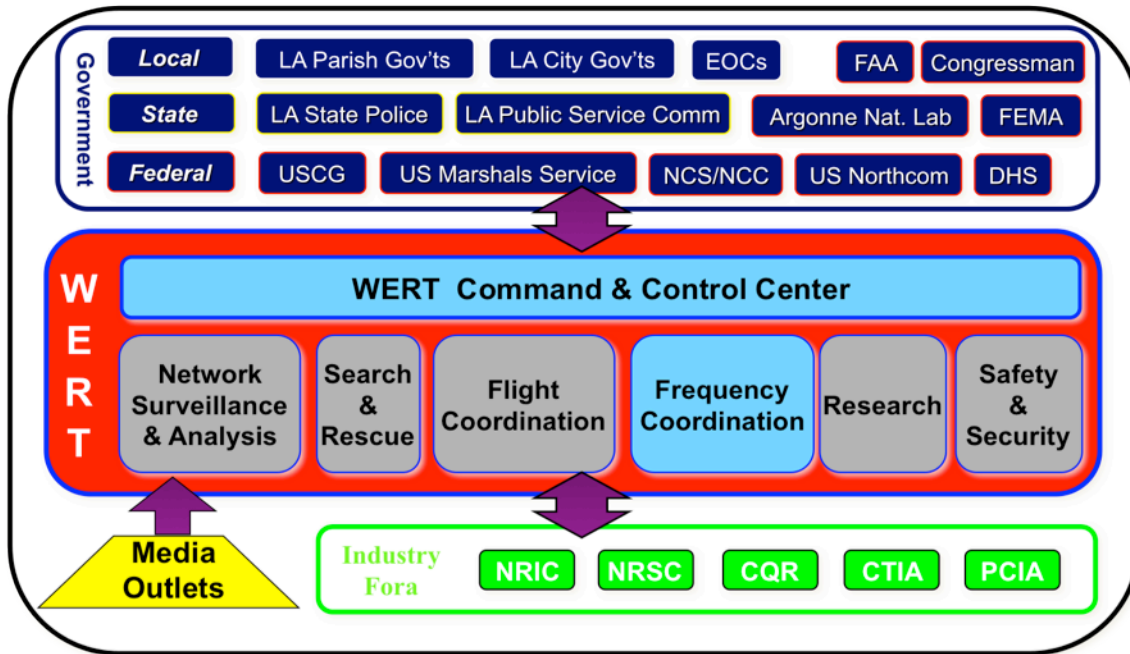 Government
Local LA Parish Gov'ts LA City Gov'ts EOCs FAA Congressman
State LA State Police LA Public Service Comm Argonne Nat. Lab FEMA
Federal USCG US Marshals Service NCS/NCC US Northcom DHS
WERT
WERT Command & Control Center
Network
Surveillance
& Analysis
Search
&
Rescue
Flight
Coordination
Frequency
Coordination
Research
Safety
&
Security
Media
Outlets
Industry
Fora
NRIC NRSC CQR CTIA PCIA